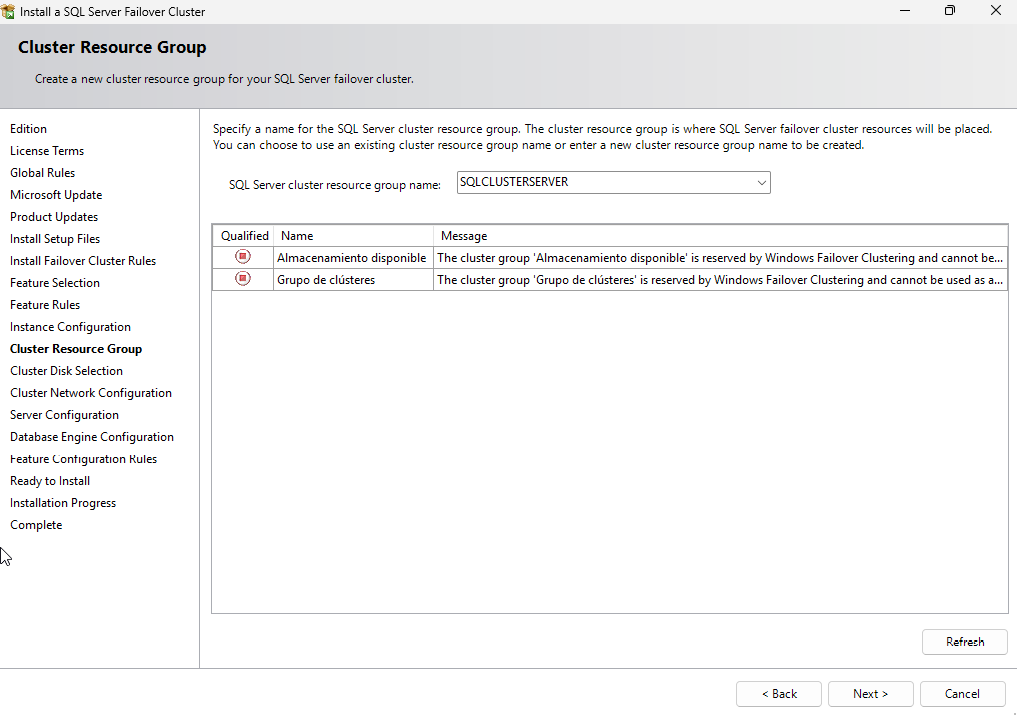 Install a SQL Server Failover Cluster
Cluster Resource Group
Create a new cluster resource group for your SQL Server failover cluster.
Edition
License Terms
Global Rules
Microsoft Update
Product Updates
Install Setup Files
Install Failover Cluster Rules
Feature Selection
Feature Rules
Instance Configuration
Cluster Resource Group
Cluster Disk Selection
Cluster Network Configuration
Server Configuration
Database Engine Configuration
Feature Configuration Rules
Ready to Install
Installation Progress
Complete
Specify a name for the SQL Server cluster resource group. The cluster resource group is where SQL Server failover cluster resources will be placed.
You can choose to use an existing cluster resource group name or enter a new cluster resource group name to be created.
SQL Server cluster resource group name: SQLCLUSTERSERVER
Qualified Name Message
Almacenamiento disponible The cluster group 'Almacenamiento disponible' is reserved by Windows Failover Clustering and cannot be...
Grupo de clústeres The cluster group 'Grupo de clústeres' is reserved by Windows Failover Clustering and cannot be used as a...
Refresh
< Back Next > Cancel